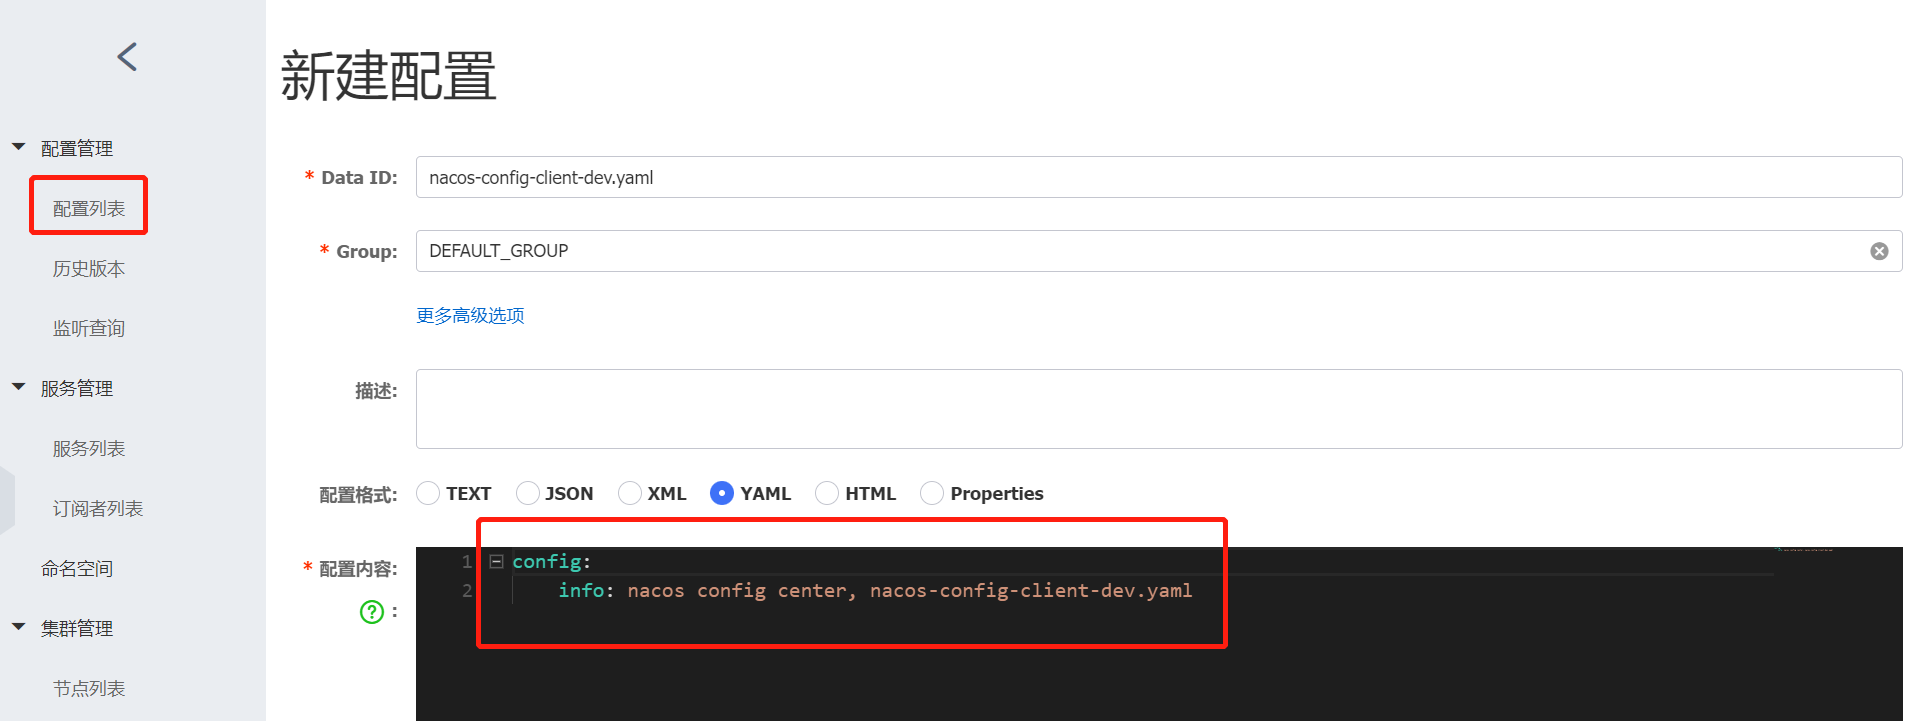 新建配置
配置管理
配置列表
历史版本
监听查询
服务管理
服务列表
订阅者列表
命名空间
集群管理
节点列表
* Data ID: nacos-config-client-dev.yaml
* Group: DEFAULT_GROUP
更多高级选项
描述:
配置格式: TEXT JSON XML YAML HTML Properties
* 配置内容: ? :
1 config:
2 info: nacos config center, nacos-config-client-dev.yaml